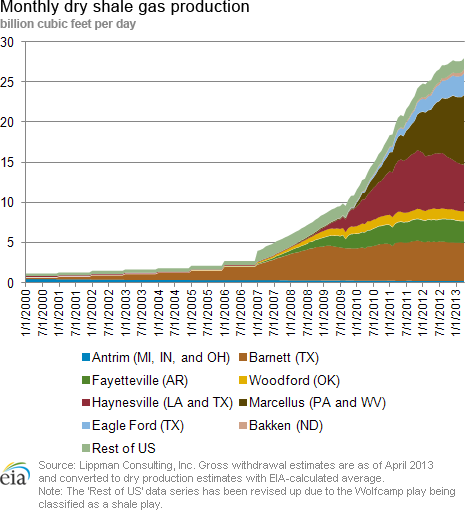 Monthly dry shale gas production
billion cubic feet per day
30
25
20
15
10
5
0
1/1/2000
7/1/2000
1/1/2001
7/1/2001
1/1/2002
7/1/2002
1/1/2003
7/1/2003
1/1/2004
7/1/2004
1/1/2005
7/1/2005
1/1/2006
7/1/2006
1/1/2007
7/1/2007
1/1/2008
7/1/2008
1/1/2009
7/1/2009
1/1/2010
7/1/2010
1/1/2011
7/1/2011
1/1/2012
7/1/2012
1/1/2013
Antrim (MI, IN, and OH)
Barnett (TX)
Fayetteville (AR)
Woodford (OK)
Haynesville (LA and TX)
Marcellus (PA and WV)
Eagle Ford (TX)
Bakken (ND)
Rest of US
eia
Source: Lippman Consulting, Inc. Gross withdrawal estimates are as of April 2013
and converted to dry production estimates with EIA-calculated average.
Note: The 'Rest of US' data series has been revised up due to the Wolfcamp play being
classified as a shale play.